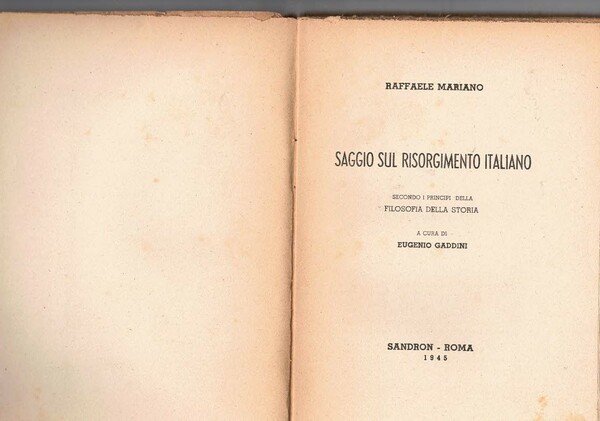 RAFFAELE MARIANO
SAGGIO SUL RISORGIMENTO ITALIANO
SECONDO I PRINCIPI DELLA
FILOSOFIA DELLA STORIA
A CURA DI
EUGENIO GADDINI
SANDRON - ROMA
1945